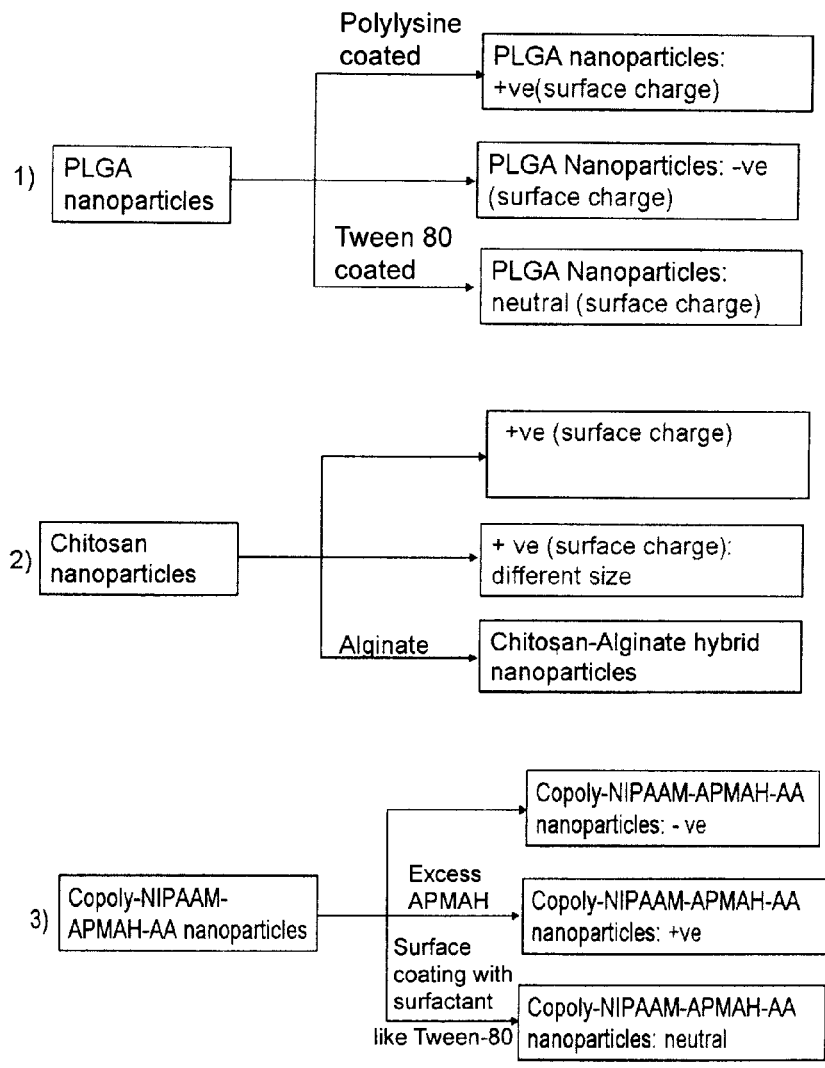 Polylysine
coated
PLGA nanoparticles:
+ve(surface charge)
1)
PLGA
nanoparticles
PLGA Nanoparticles: -ve
(surface charge)
Tween 80
coated
PLGA Nanoparticles:
neutral (surface charge)
+ve (surface charge)
2)
Chitosan
nanoparticles
+ ve (surface charge):
different size
Alginate
Chitosan-Alginate hybrid
nanoparticles
Copoly-NIPAAM-APMAH-AA
nanoparticles: - ve
3)
Copoly-NIPAAM-
APMAH-AA nanoparticles
Excess
APMAH
Copoly-NIPAAM-APMAH-AA
nanoparticles: +ve
Surface
coating with
surfactant
like Tween-80
Copoly-NIPAAM-APMAH-AA
nanoparticles: neutral